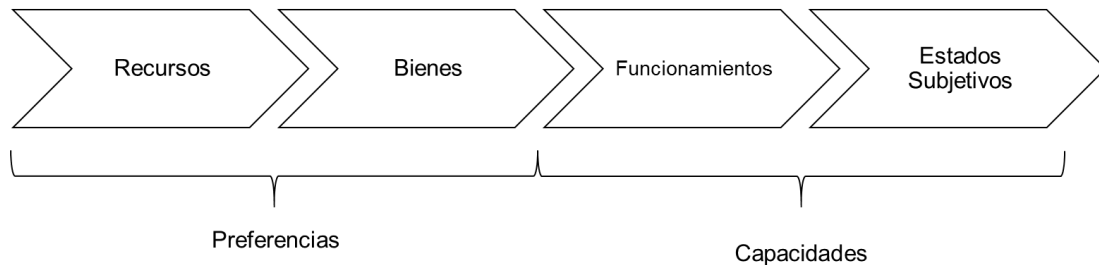 Recursos
Bienes
Funcionamientos
Estados
Subjetivos
Preferencias
Capacidades